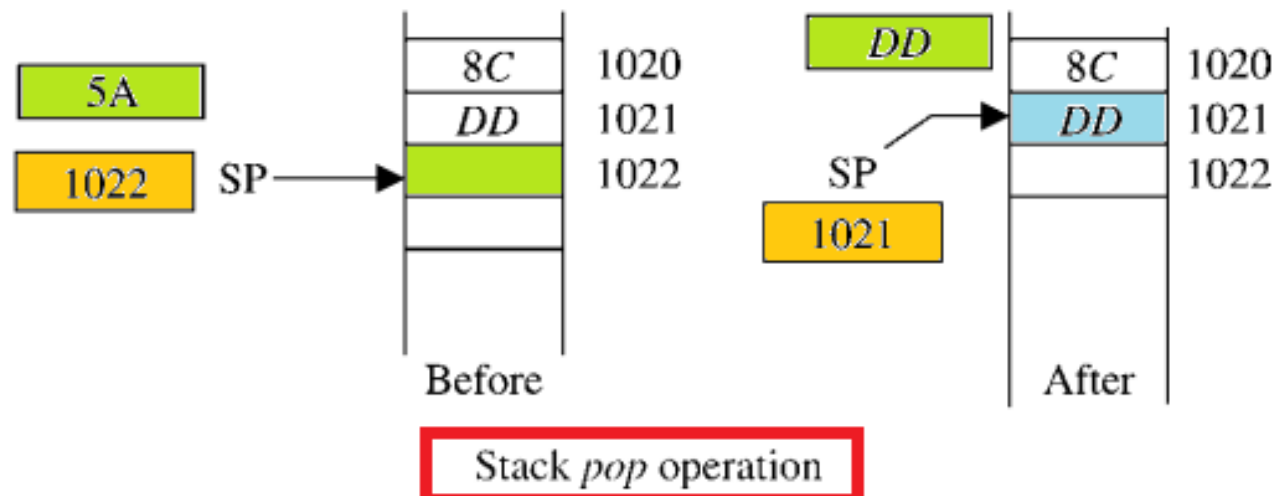 DD
8C 1020 8C 1020
5A
DD 1021 DD 1021
1022 SP 1022 SP 1022
1021
Before After
Stack pop operation